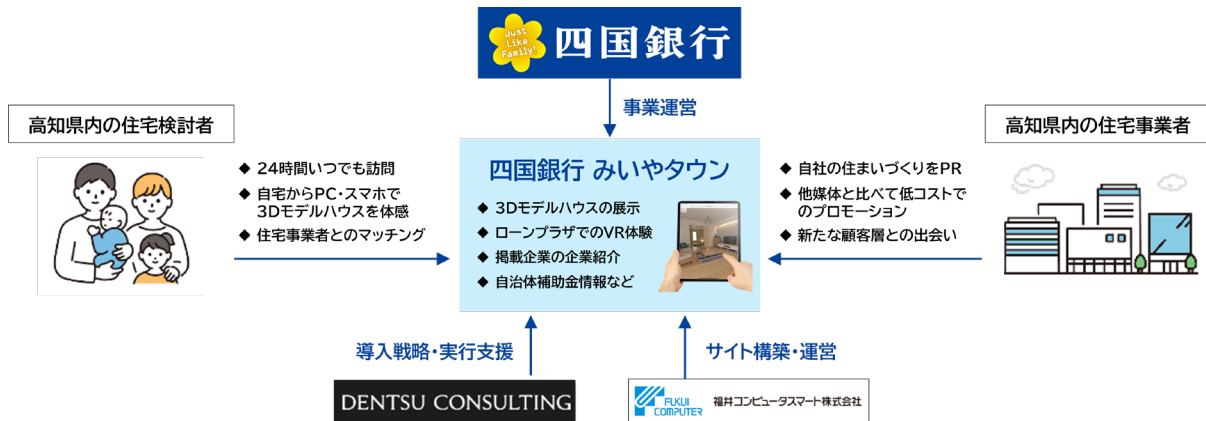 Just
Like
Family!
四国銀行
事業運営
高知県内の住宅検討者
◆ 24時間いつでも訪問
◆ 自宅からPC・スマホで
3Dモデルハウスを体感
◆ 住宅事業者とのマッチング
四国銀行 みいやタウン
◆ 3Dモデルハウスの展示
◆ ローンプラザでのVR体験
◆ 掲載企業の企業紹介
◆ 自治体補助金情報など
高知県内の住宅事業者
◆ 自社の住まいづくりをPR
◆ 他媒体と比べて低コストで
のプロモーション
◆ 新たな顧客層との出会い
導入戦略・実行支援
DENTSU CONSULTING
サイト構築・運営
FUKUI
COMPUTER
福井コンピュータスマート株式会社